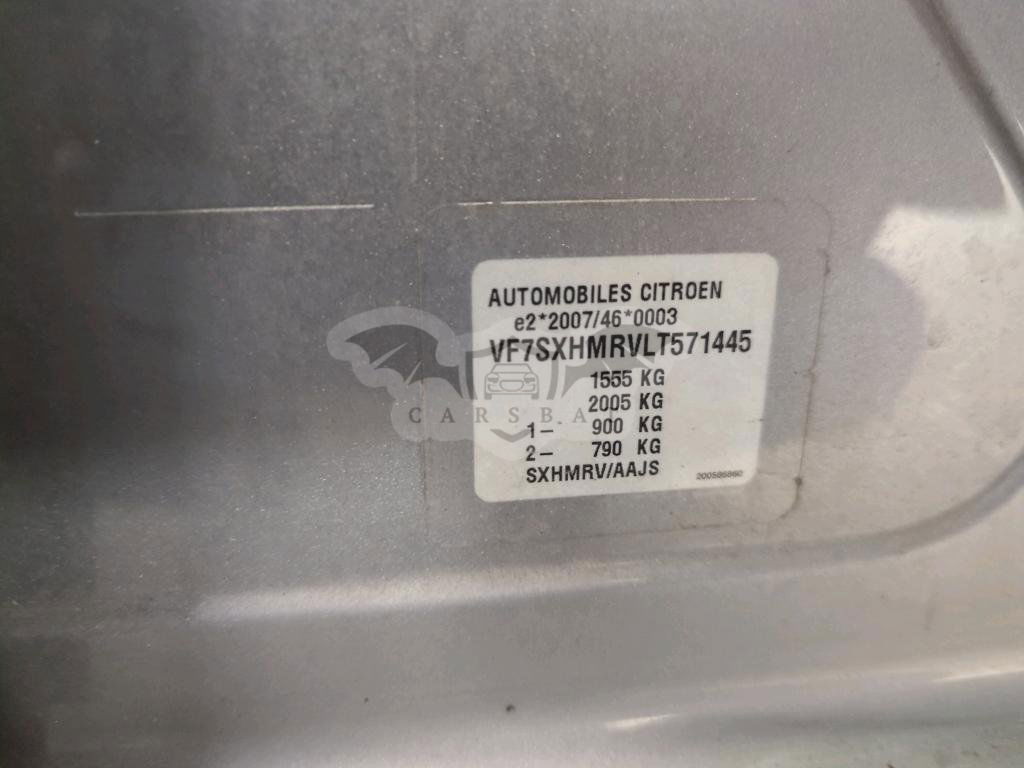 AUTOMOBILES CITROEN
e2*2007/46*0003
VF7SXHMRVLT571445
1555 KG
2005 KG
CARSBA
1- 900 KG
2- 790 KG
SXHMRV/AAJS
200586860